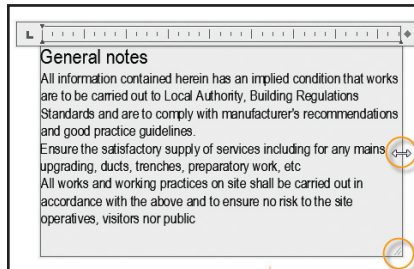 General notes
All information contained herein has an implied condition that works
are to be carried out to Local Authority, Building Regulations
Standards and are to comply with manufacturer's recommendations
and good practice guidelines.
Ensure the satisfactory supply of services including for any mains
upgrading, ducts, trenches, preparatory work, etc
All works and working practices on site shall be carried out in
accordance with the above and to ensure no risk to the site
operatives, visitors nor public